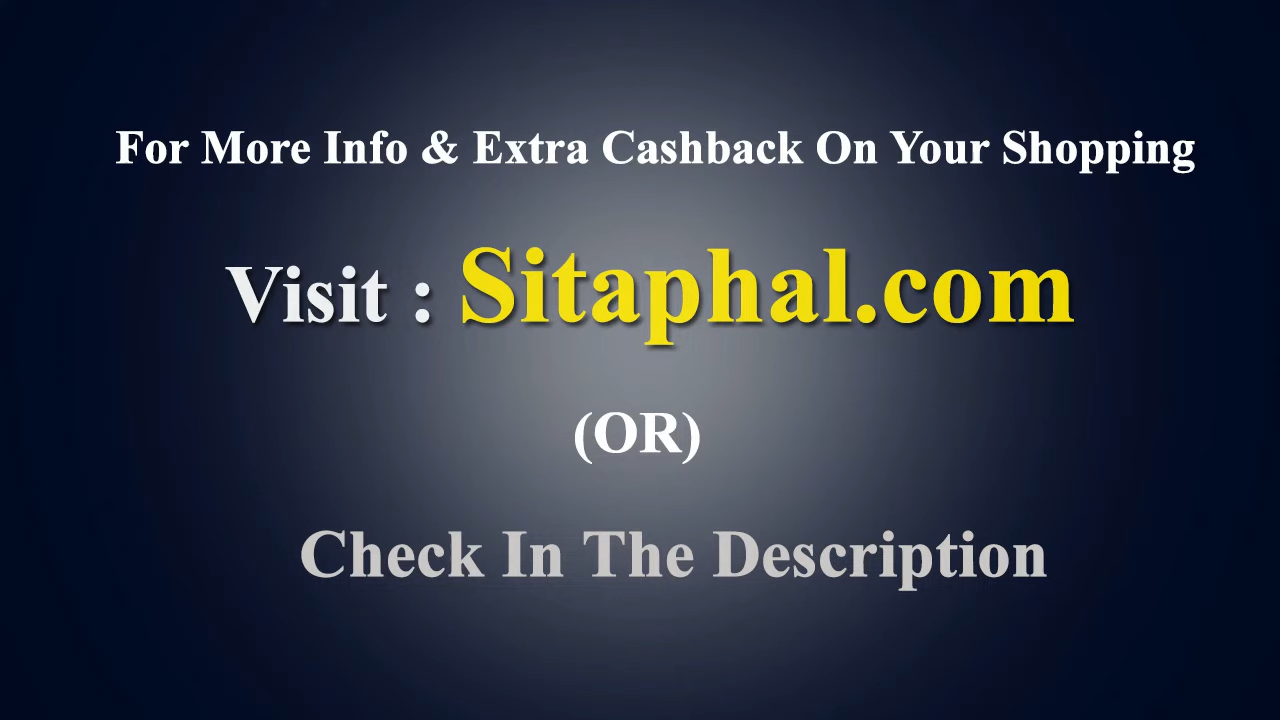 For More Info & Extra Cashback On Your Shopping
Visit : Sitaphal.com
(OR)
Check In The Description